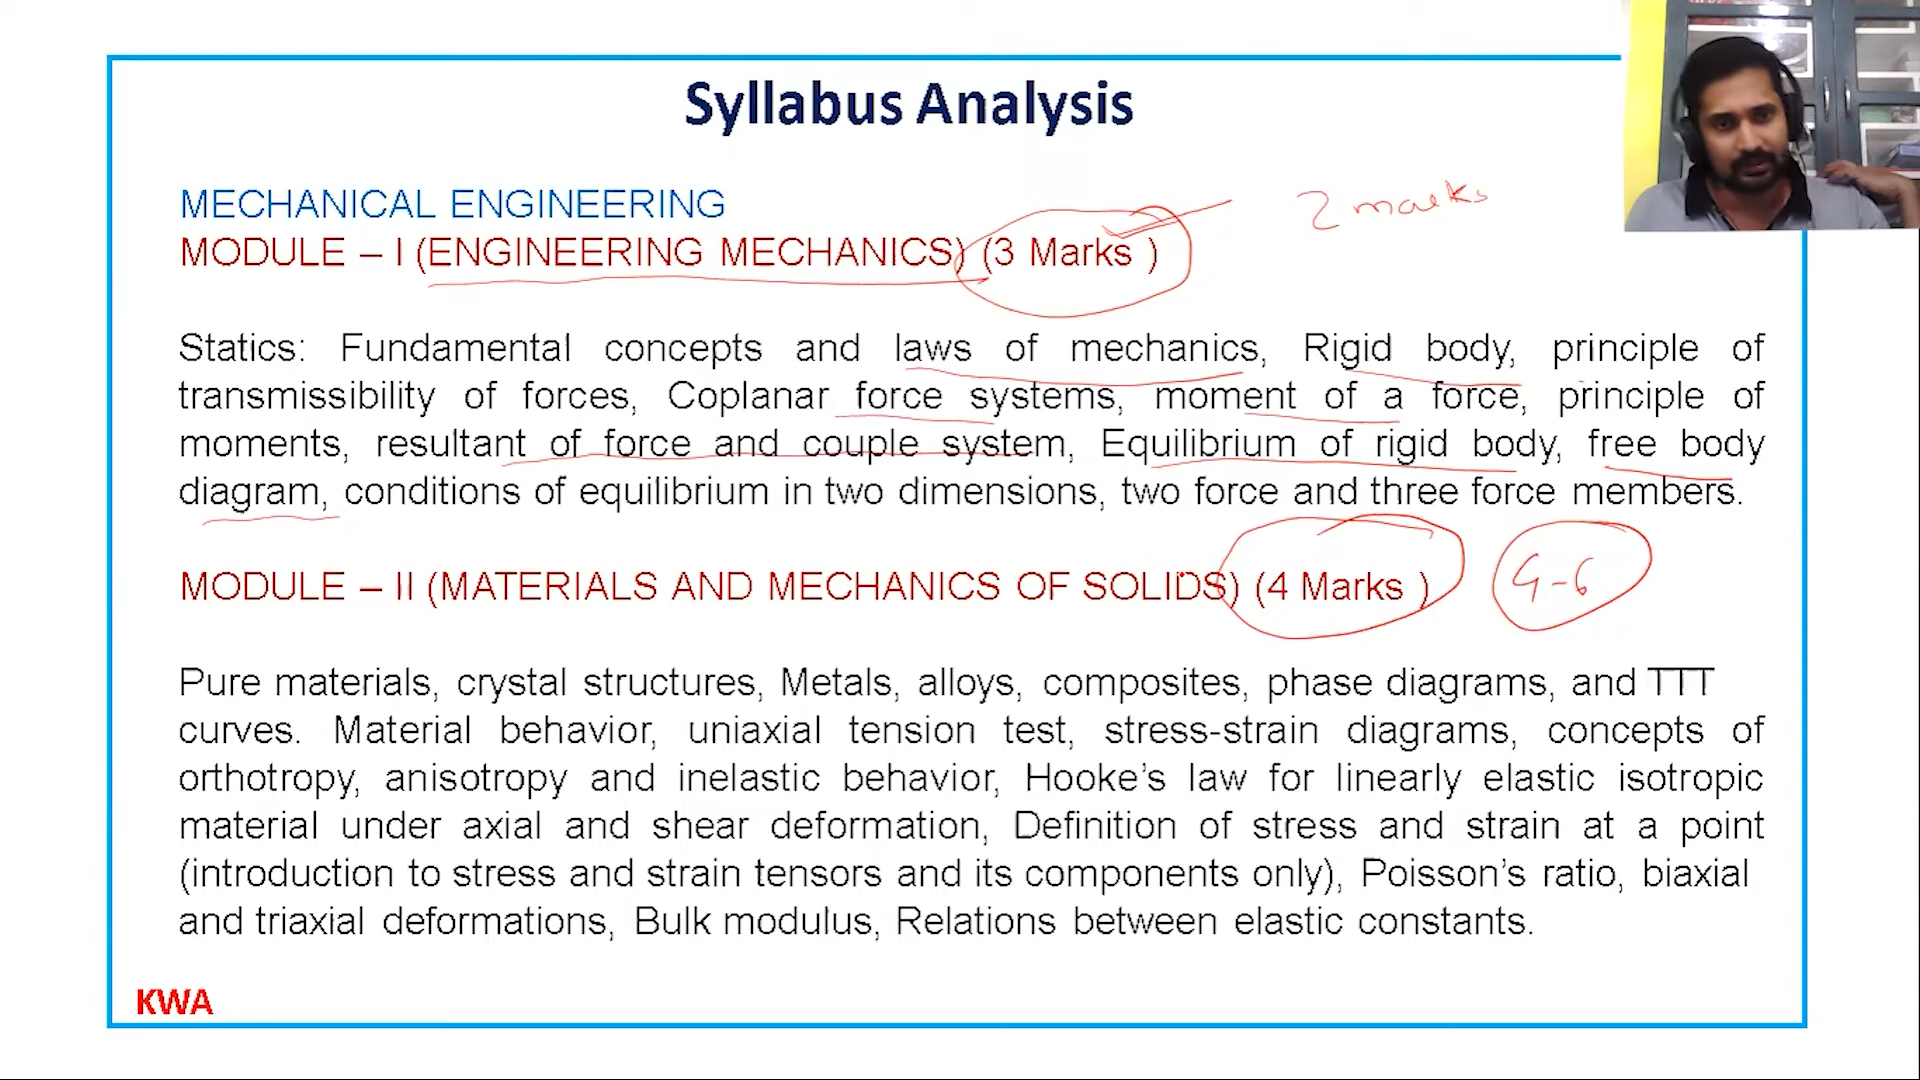 Syllabus Analysis
MECHANICAL ENGINEERING
2 marks
MODULE – I (ENGINEERING MECHANICS) (3 Marks )
Statics: Fundamental concepts and laws of mechanics, Rigid body, principle of
transmissibility of forces, Coplanar force systems, moment of a force, principle of
moments, resultant of force and couple system, Equilibrium of rigid body, free body
diagram, conditions of equilibrium in two dimensions, two force and three force members.
MODULE – II (MATERIALS AND MECHANICS OF SOLIDS) (4 Marks )
Pure materials, crystal structures, Metals, alloys, composites, phase diagrams, and TTT
curves. Material behavior, uniaxial tension test, stress-strain diagrams, concepts of
orthotropy, anisotropy and inelastic behavior, Hooke’s law for linearly elastic isotropic
material under axial and shear deformation, Definition of stress and strain at a point
(introduction to stress and strain tensors and its components only), Poisson’s ratio, biaxial
and triaxial deformations, Bulk modulus, Relations between elastic constants.
KWA